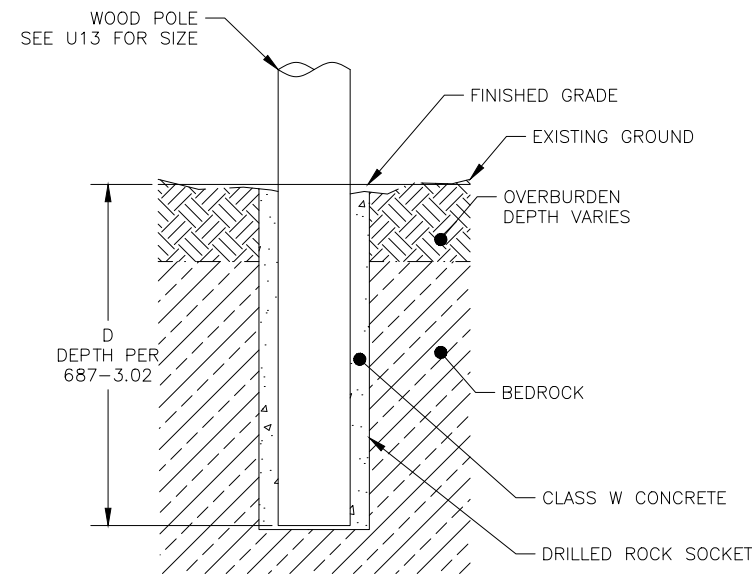 WOOD POLE
SEE U13 FOR SIZE
FINISHED GRADE
EXISTING GROUND
OVERBURDEN
DEPTH VARIES
D
DEPTH PER
687-3.02
BEDROCK
CLASS W CONCRETE
DRILLED ROCK SOCKET